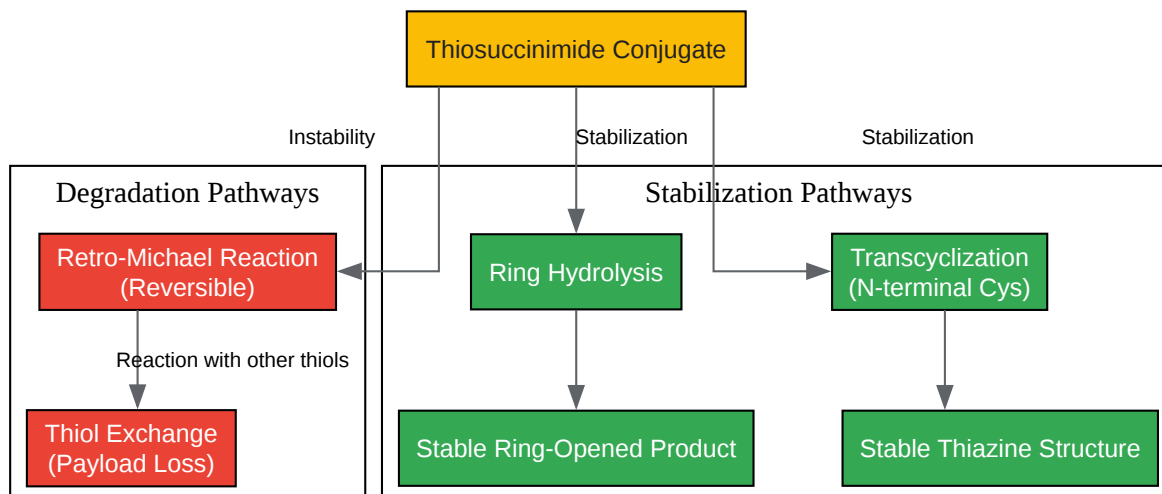 Thiosuccinimide Conjugate
Instability
Stabilization
Stabilization
Degradation Pathways
Stabilization Pathways
Retro-Michael Reaction
(Reversible)
Ring Hydrolysis
Transcyclization
(N-terminal Cys)
Reaction with other thiols
Thiol Exchange
(Payload Loss)
Stable Ring-Opened Product
Stable Thiazine Structure